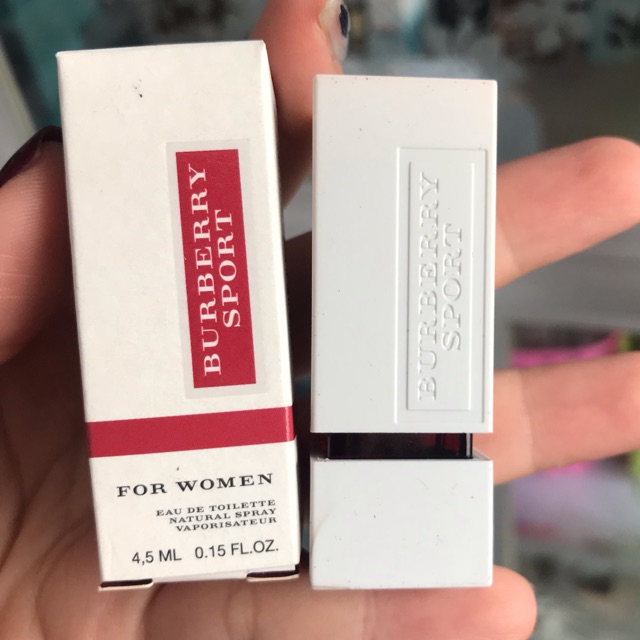 BURBERRY
SPORT
FOR WOMEN
EAU DE TOILETTE
NATURAL SPRAY
VAPORISATEUR
4,5 ML 0.15 FL.OZ.
BURBERRY
SPORT